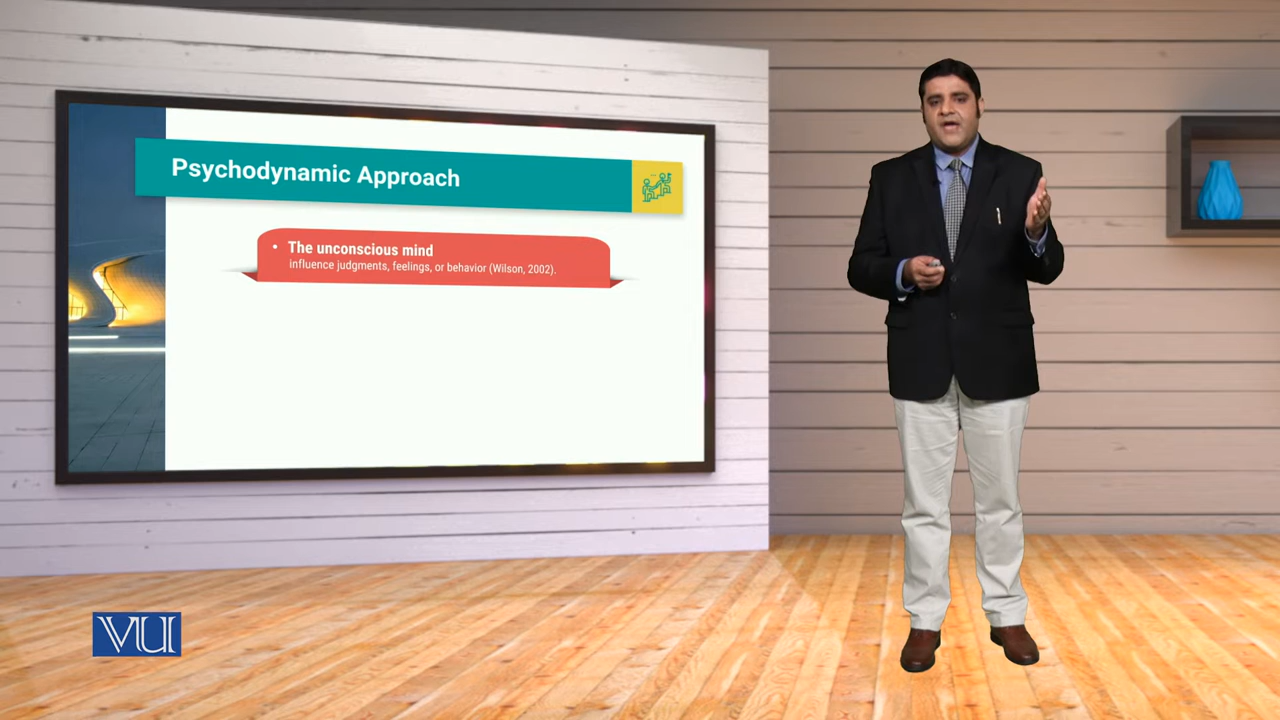 Psychodynamic Approach
• The unconscious mind
influence judgments, feelings, or behavior (Wilson, 2002).
VU